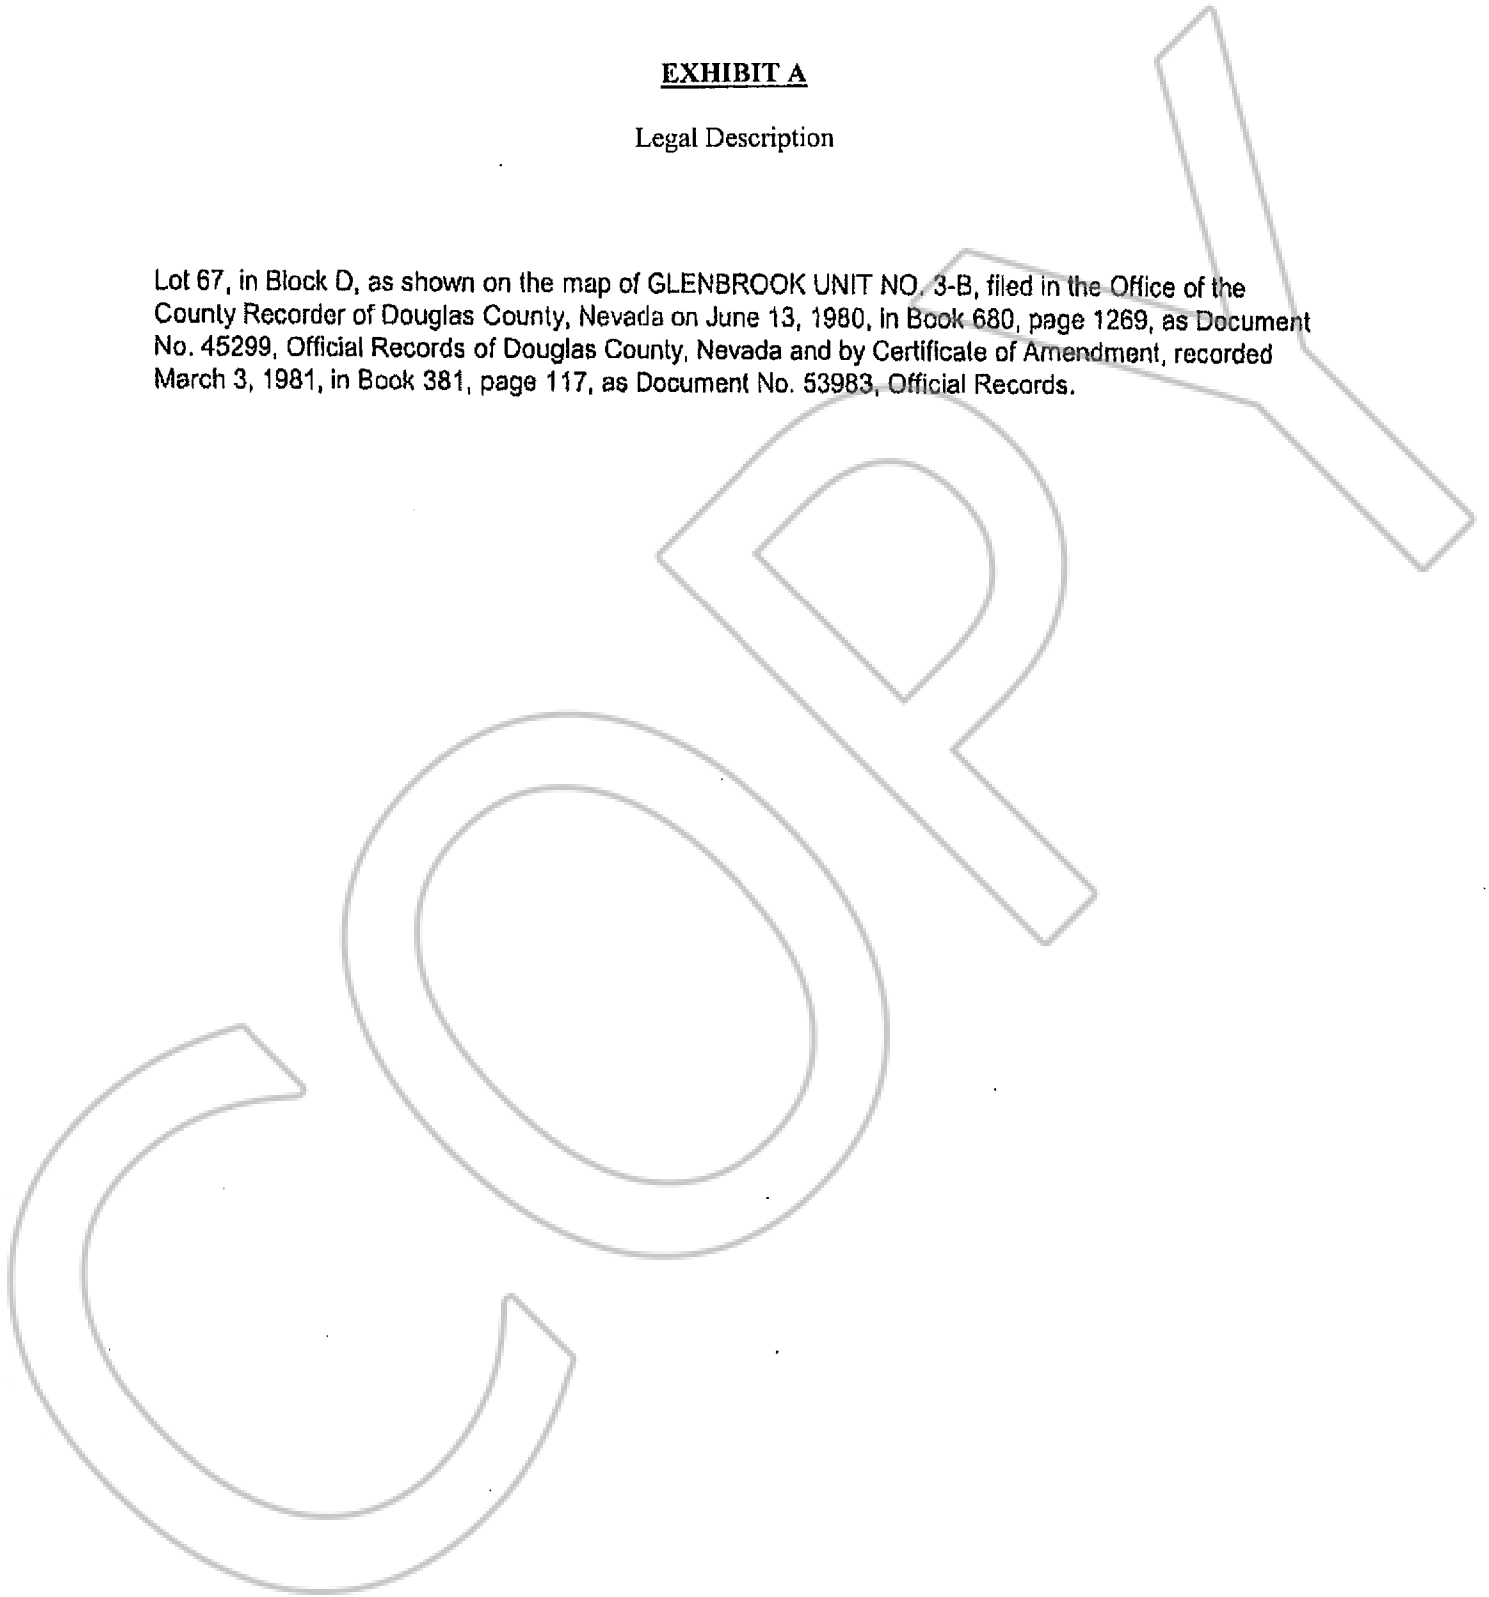 EXHIBIT A
Legal Description
Lot 67, in Block D, as shown on the map of GLENBROOK UNIT NO. 3-B, filed in the Office of the
County Recorder of Douglas County, Nevada on June 13, 1980, in Book 680, page 1269, as Document
No. 45299, Official Records of Douglas County, Nevada and by Certificate of Amendment, recorded
March 3, 1981, in Book 381, page 117, as Document No. 53983, Official Records.
COPY